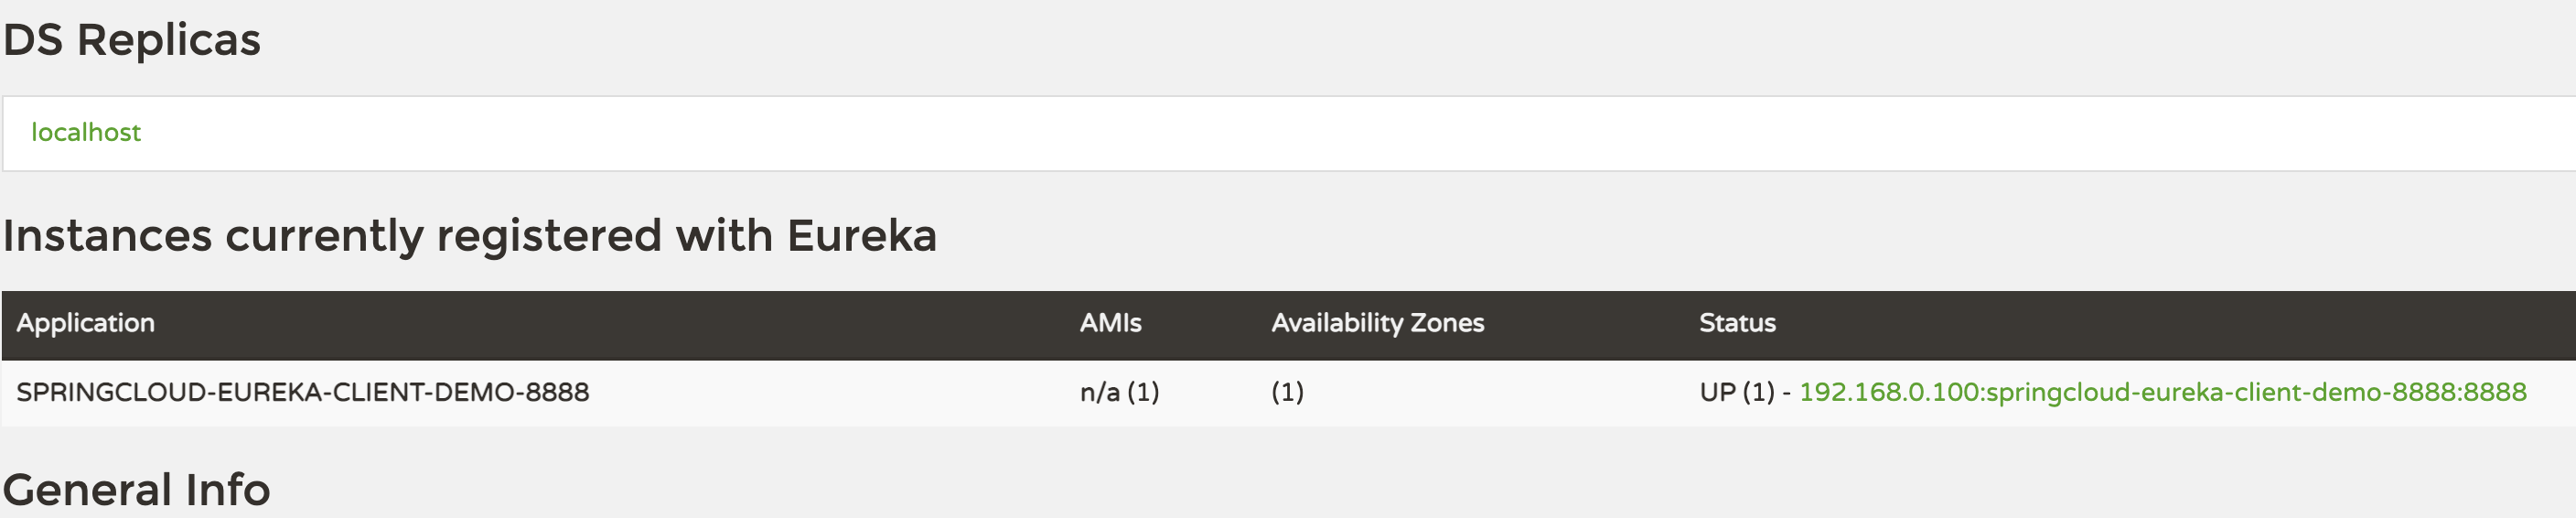 DS Replicas
localhost
Instances currently registered with Eureka
Application AMIs Availability Zones Status
SPRINGCLOUD-EUREKA-CLIENT-DEMO-8888 n/a (1) (1) UP (1) - 192.168.0.100:springcloud-eureka-client-demo-8888:8888
General Info